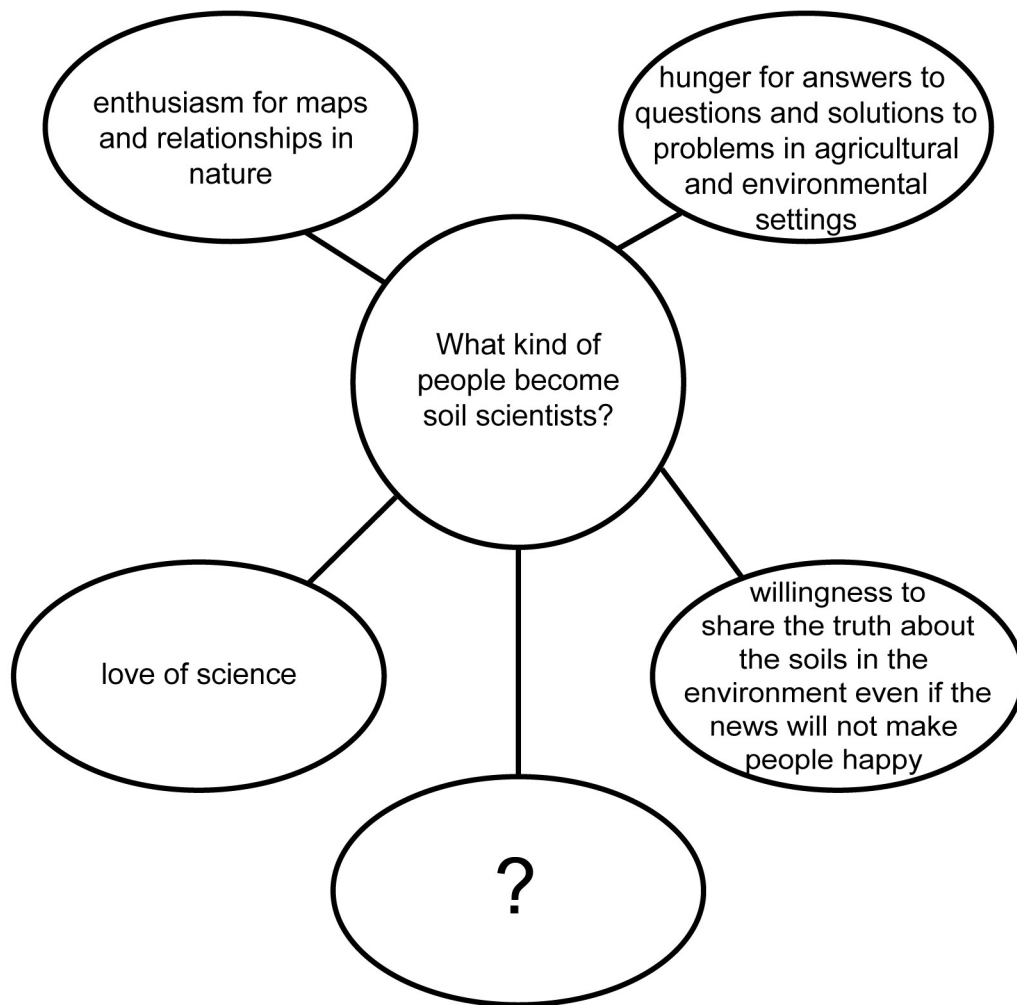 enthusiasm for maps
and relationships in
nature
hunger for answers to
questions and solutions to
problems in agricultural
and environmental
settings
What kind of
people become
soil scientists?
love of science
willingness to
share the truth about
the soils in the
environment even if the
news will not make
people happy
?